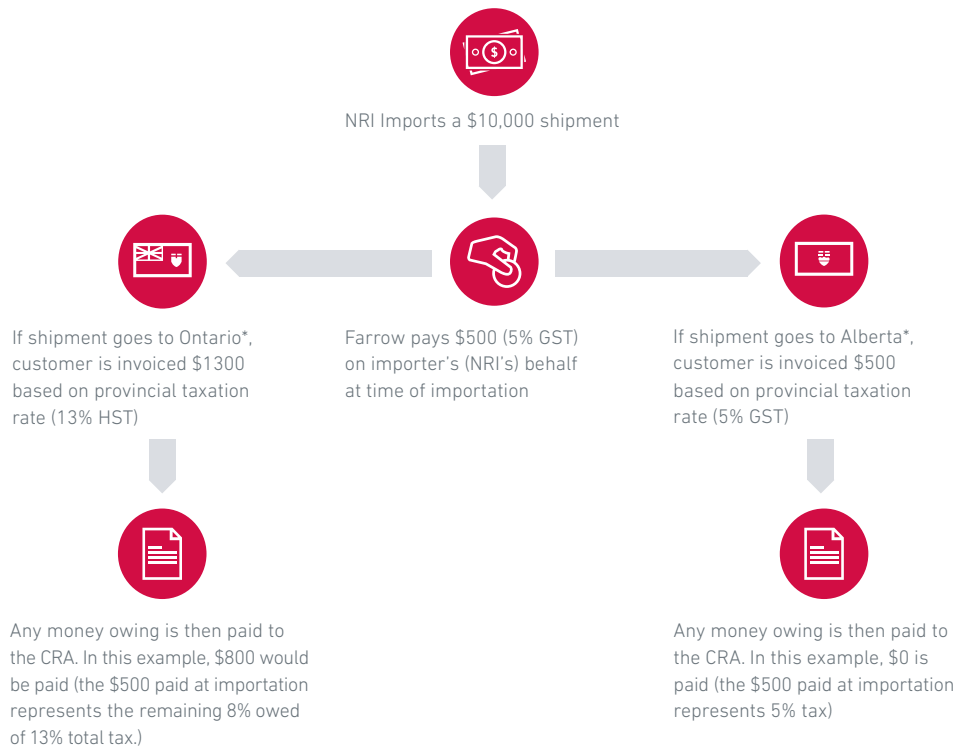 $
NRI Imports a $10,000 shipment
If shipment goes to Ontario*,
customer is invoiced $1300
based on provincial taxation
rate (13% HST)
Farrow pays $500 (5% GST)
on importer's (NRI's) behalf
at time of importation
If shipment goes to Alberta*,
customer is invoiced $500
based on provincial taxation
rate (5% GST)
Any money owing is then paid to
the CRA. In this example, $800 would
be paid (the $500 paid at importation
represents the remaining 8% owed
of 13% total tax.)
Any money owing is then paid to
the CRA. In this example, $0 is
paid (the $500 paid at importation
represents 5% tax)